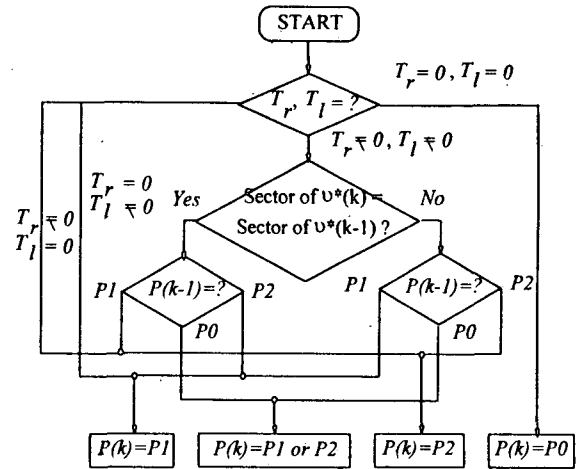 START
T_r = 0 , T_l = 0
T_r, T_l = ?
T_r ≠ 0 , T_l ≠ 0
T_r = 0
T_l ≠ 0
T_r ≠ 0
T_l = 0
Yes
Sector of υ*(k) =
Sector of υ*(k-1) ?
No
P1
P(k-1)=?
P2
P0
P1
P(k-1)=?
P2
P0
P(k)=P1
P(k)=P1 or P2
P(k)=P2
P(k)=P0